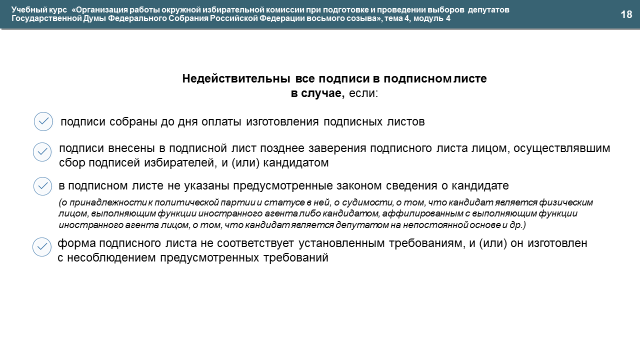 Учебный курс «Организация работы окружной избирательной комиссии при подготовке и проведении выборов депутатов
Государственной Думы Федерального Собрания Российской Федерации восьмого созыва», тема 4, модуль 4
18
Недействительны все подписи в подписном листе
в случае, если:
подписи собраны до дня оплаты изготовления подписных листов
подписи внесены в подписной лист позднее заверения подписного листа лицом, осуществлявшим
сбор подписей избирателей, и (или) кандидатом
в подписном листе не указаны предусмотренные законом сведения о кандидате
(о принадлежности к политической партии и статусе в ней, о судимости, о том, что кандидат является физическим
лицом, выполняющим функции иностранного агента либо кандидатом, аффилированным с выполняющим функции
иностранного агента лицом, о том, что кандидат является депутатом на непостоянной основе и др.)
форма подписного листа не соответствует установленным требованиям, и (или) он изготовлен
с несоблюдением предусмотренных требований